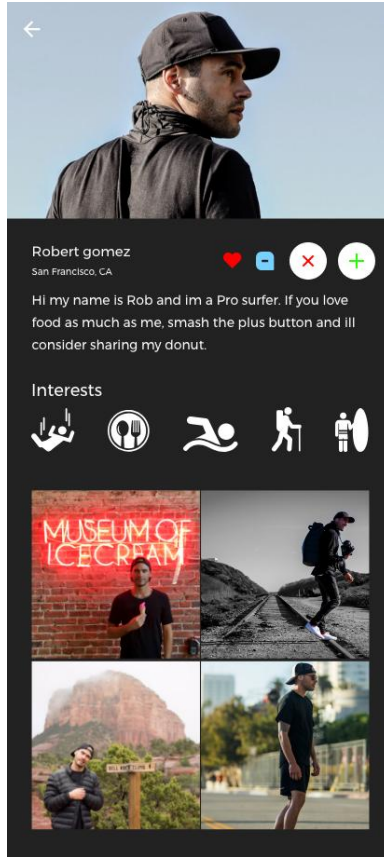 Robert gomez
San Francisco, CA
Hi my name is Rob and im a Pro surfer. If you love
food as much as me, smash the plus button and ill
consider sharing my donut.
Interests
MUSEUM OF
ICECREAM